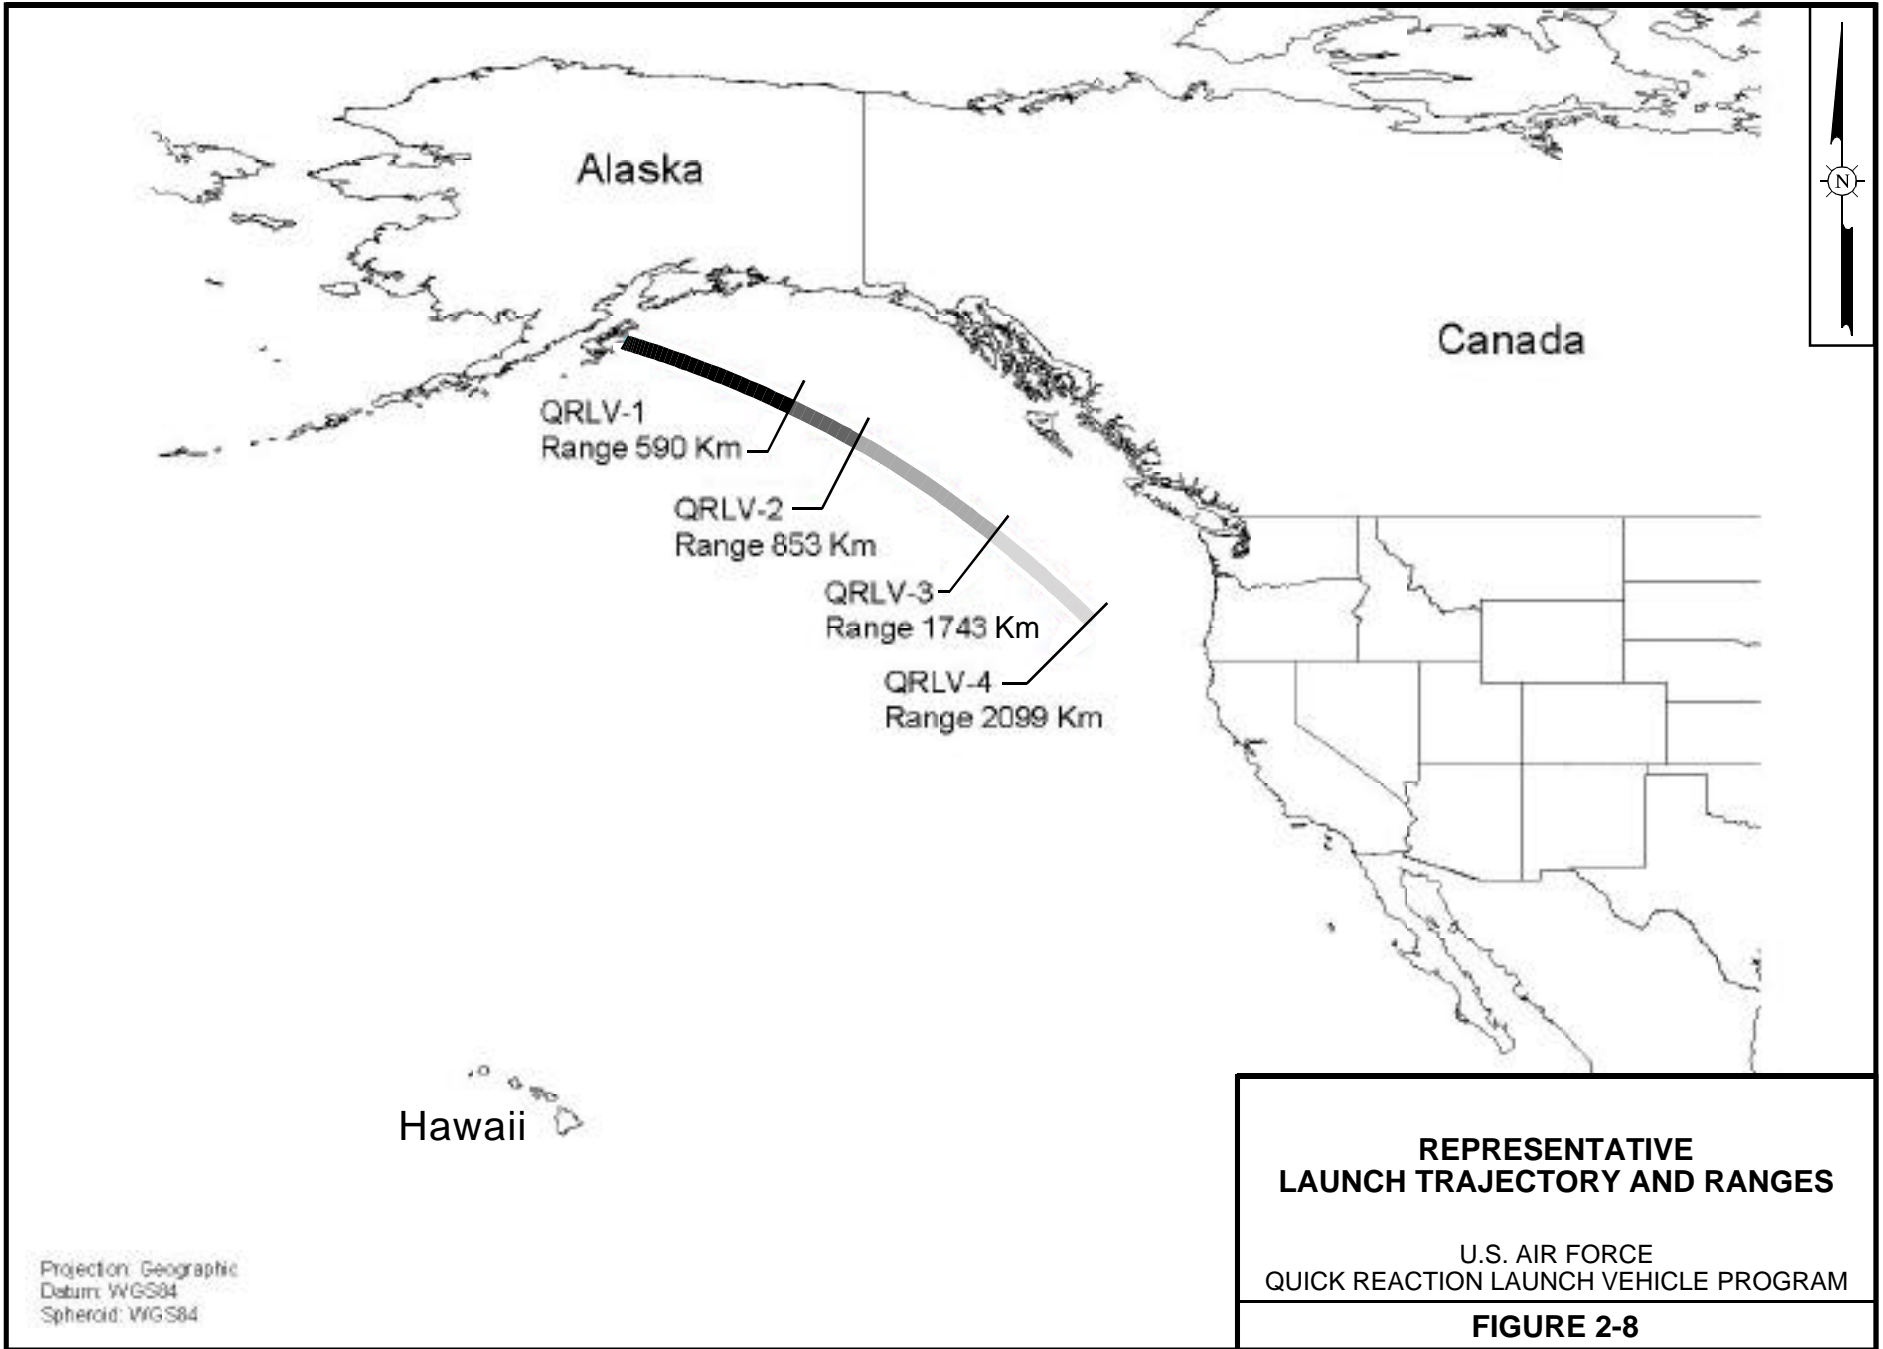 Alaska
N
Canada
QRLV-1
Range 590 Km
QRLV-2
Range 853 Km
QRLV-3
Range 1743 Km
QRLV-4
Range 2099 Km
Hawaii
Projection: Geographic
Datum: WGS84
Spheroid: WGS84
REPRESENTATIVE
LAUNCH TRAJECTORY AND RANGES
U.S. AIR FORCE
QUICK REACTION LAUNCH VEHICLE PROGRAM
FIGURE 2-8